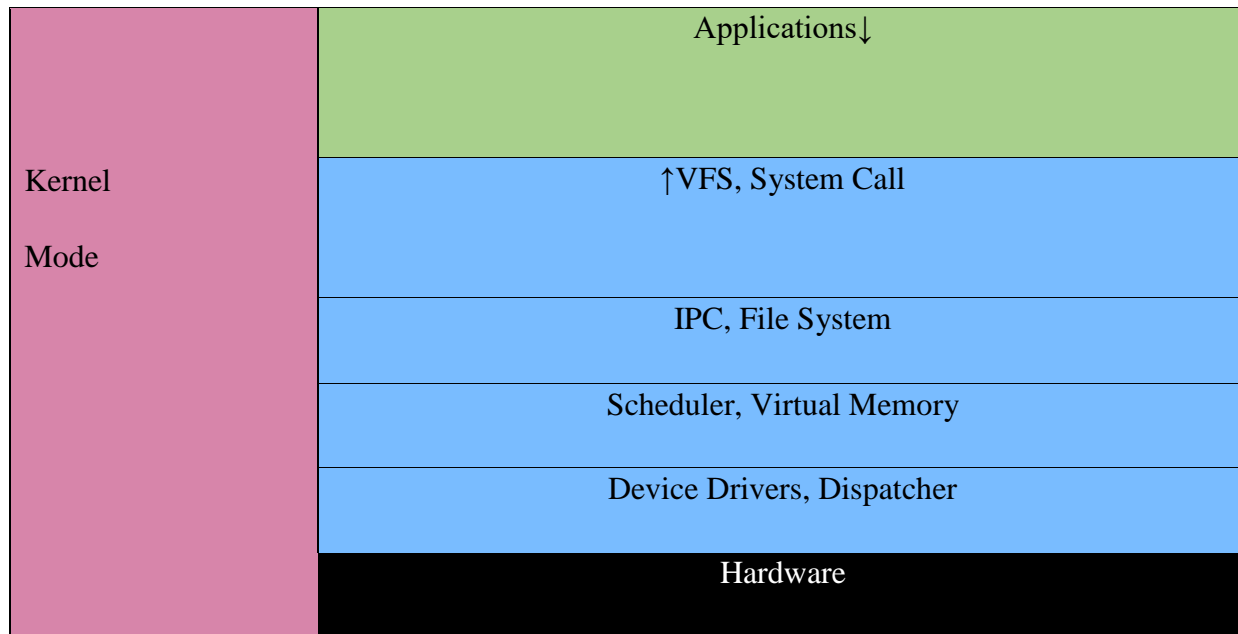 Applications↓
Kernel
Mode
↑VFS, System Call
IPC, File System
Scheduler, Virtual Memory
Device Drivers, Dispatcher
Hardware